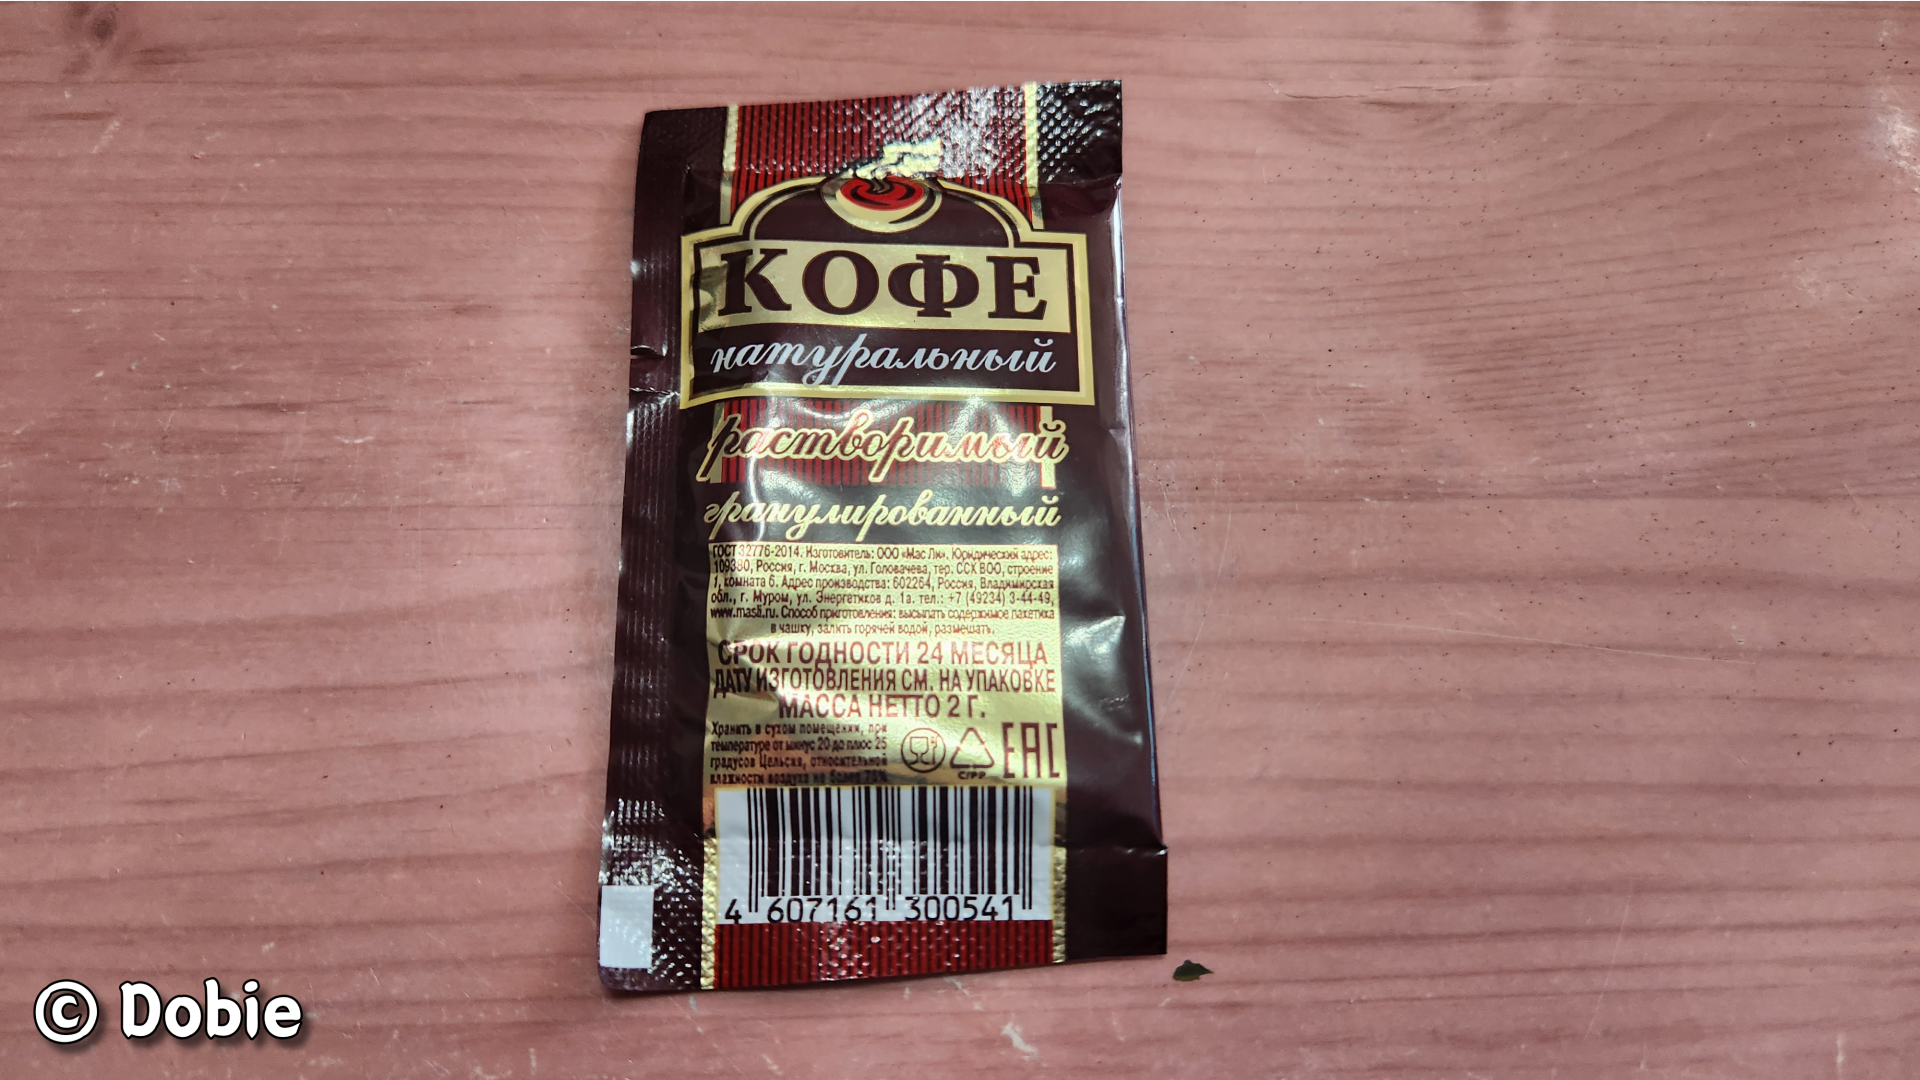 КОФЕ
натуральный
растворимый
гранулированный
ГОСТ 32776-2014. Изготовитель: ООО «Мас Ли». Юридический адрес:
109380, Россия, г. Москва, ул. Головачева, тер. ССК ВОО, строение
1, комната 6. Адрес производства: 602264, Россия, Владимирская
обл., г. Муром, ул. Энергетиков д. 1а. тел.: +7 (49234) 3-44-49,
www.masli.ru. Способ приготовления: высыпать содержимое пакетика
в чашку, залить горячей водой, размешать.
СРОК ГОДНОСТИ 24 МЕСЯЦА
ДАТУ ИЗГОТОВЛЕНИЯ СМ. НА УПАКОВКЕ
МАССА НЕТТО 2 Г.
Хранить в сухом помещении, при
температуре от минус 20 до плюс 25
градусов Цельсия, относительной
влажности воздуха не более 75%
C/PP
ЕАС
4 607161 300541
© Dobie